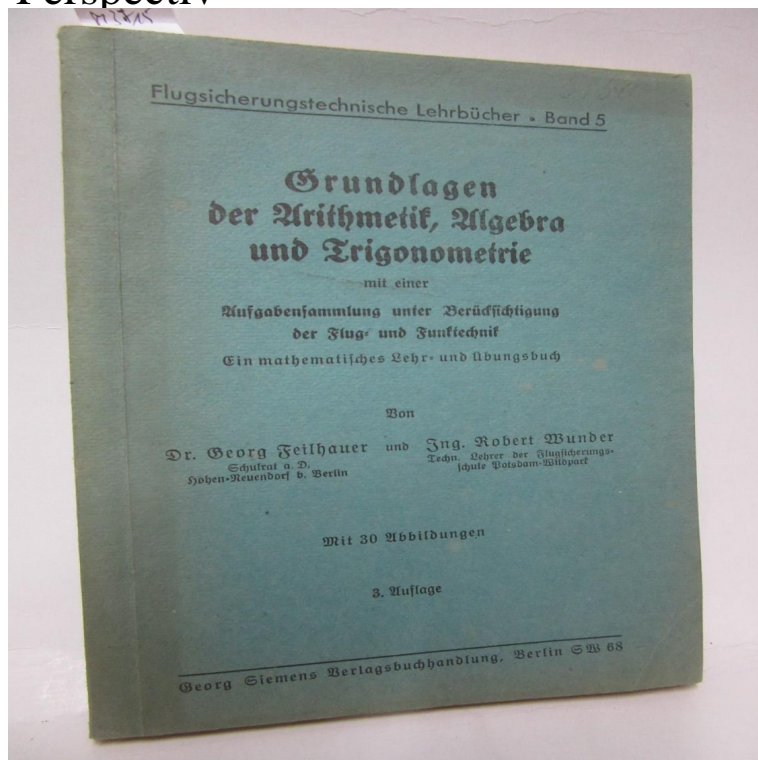 Perspectiv
Flugsicherungstechnische Lehrbücher • Band 5
Grundlagen
der Arithmetik, Algebra
und Trigonometrie
mit einer
Aufgabensammlung unter Berücksichtigung
der Flug- und Funktechnik
Ein mathematisches Lehr- und Übungsbuch
Von
Dr. Georg Feilhauer und Ing. Robert Wunder
Schulrat a. D.
Hohen-Neuendorf b. Berlin
Techn. Lehrer der Flugsicherungs-
schule Potsdam-Wildpark
Mit 30 Abbildungen
3. Auflage
Georg Siemens Verlagsbuchhandlung, Berlin SW 68